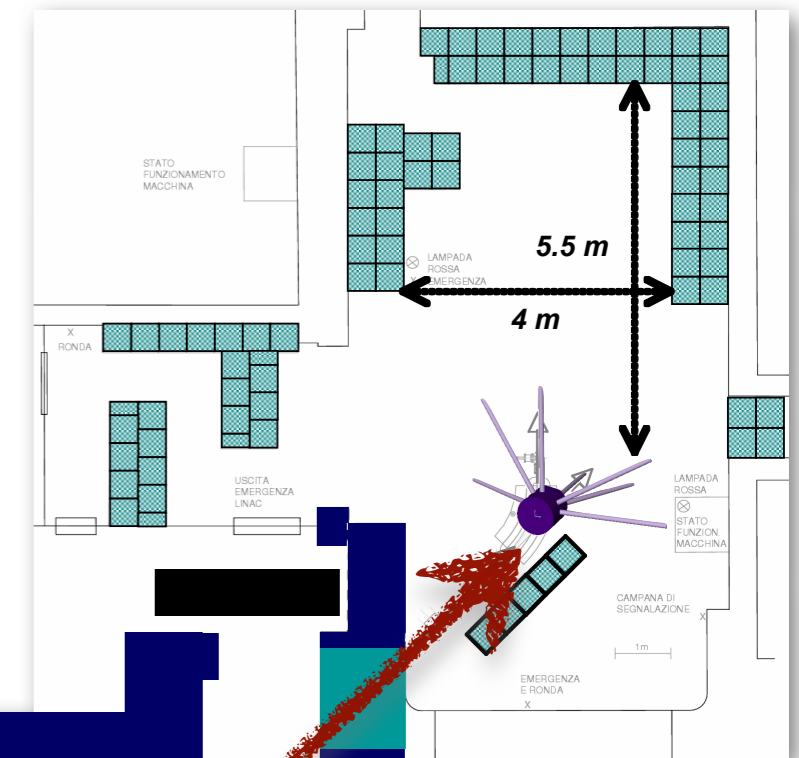 STATO
FUNZIONAMENTO
MACCHINA
5.5 m
LAMPADA
ROSSA
X EMERGENZA
4 m
X
RONDA
USCITA
EMERGENZA
LINAC
LAMPADA
ROSSA
STATO
FUNZION.
MACCHINA
CAMPANA DI
SEGNALAZIONE
X
1m
EMERGENZA
E RONDA
X